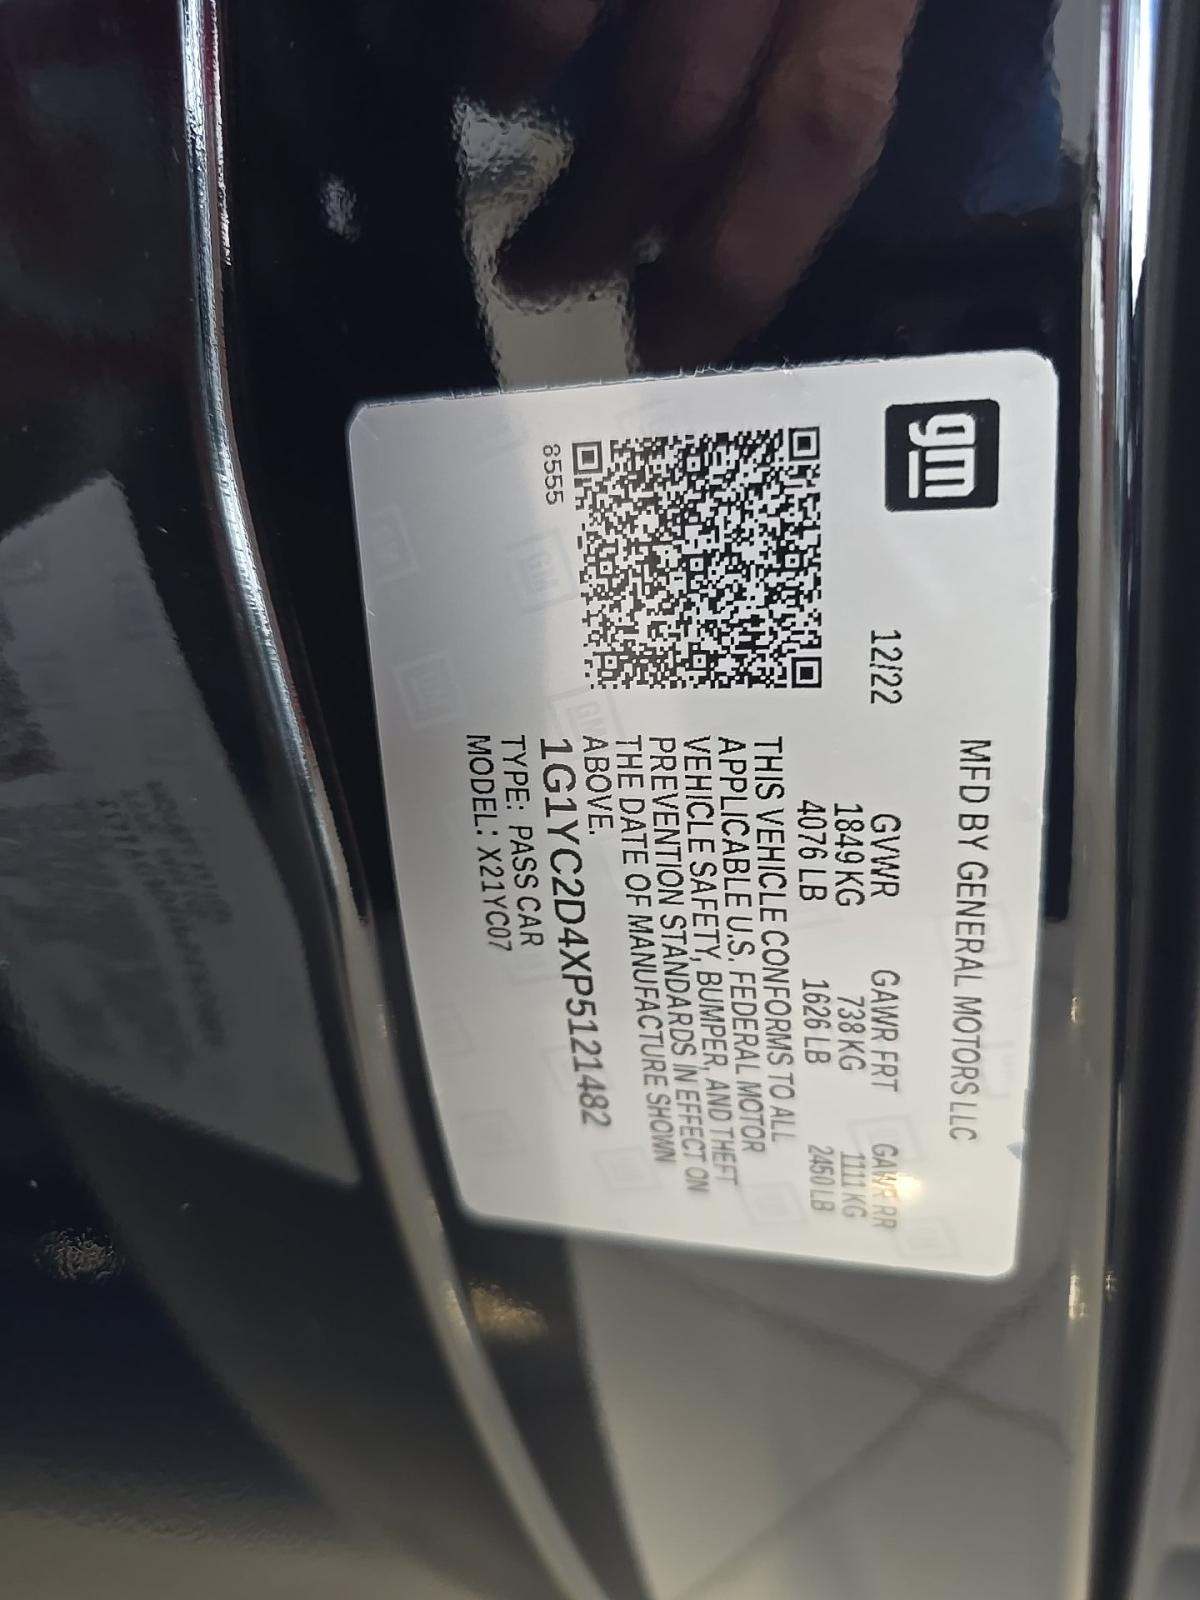 gm
MFD BY GENERAL MOTORS LLC
12/22
GVWR GAWR FRT GAWR RR
1849 KG 738 KG 1111 KG
4076 LB 1626 LB 2450 LB
8555
THIS VEHICLE CONFORMS TO ALL
APPLICABLE U.S. FEDERAL MOTOR
VEHICLE SAFETY, BUMPER, AND THEFT
PREVENTION STANDARDS IN EFFECT ON
THE DATE OF MANUFACTURE SHOWN
ABOVE.
1G1YC2D4XP5121482
TYPE: PASS CAR
MODEL: X21YC07